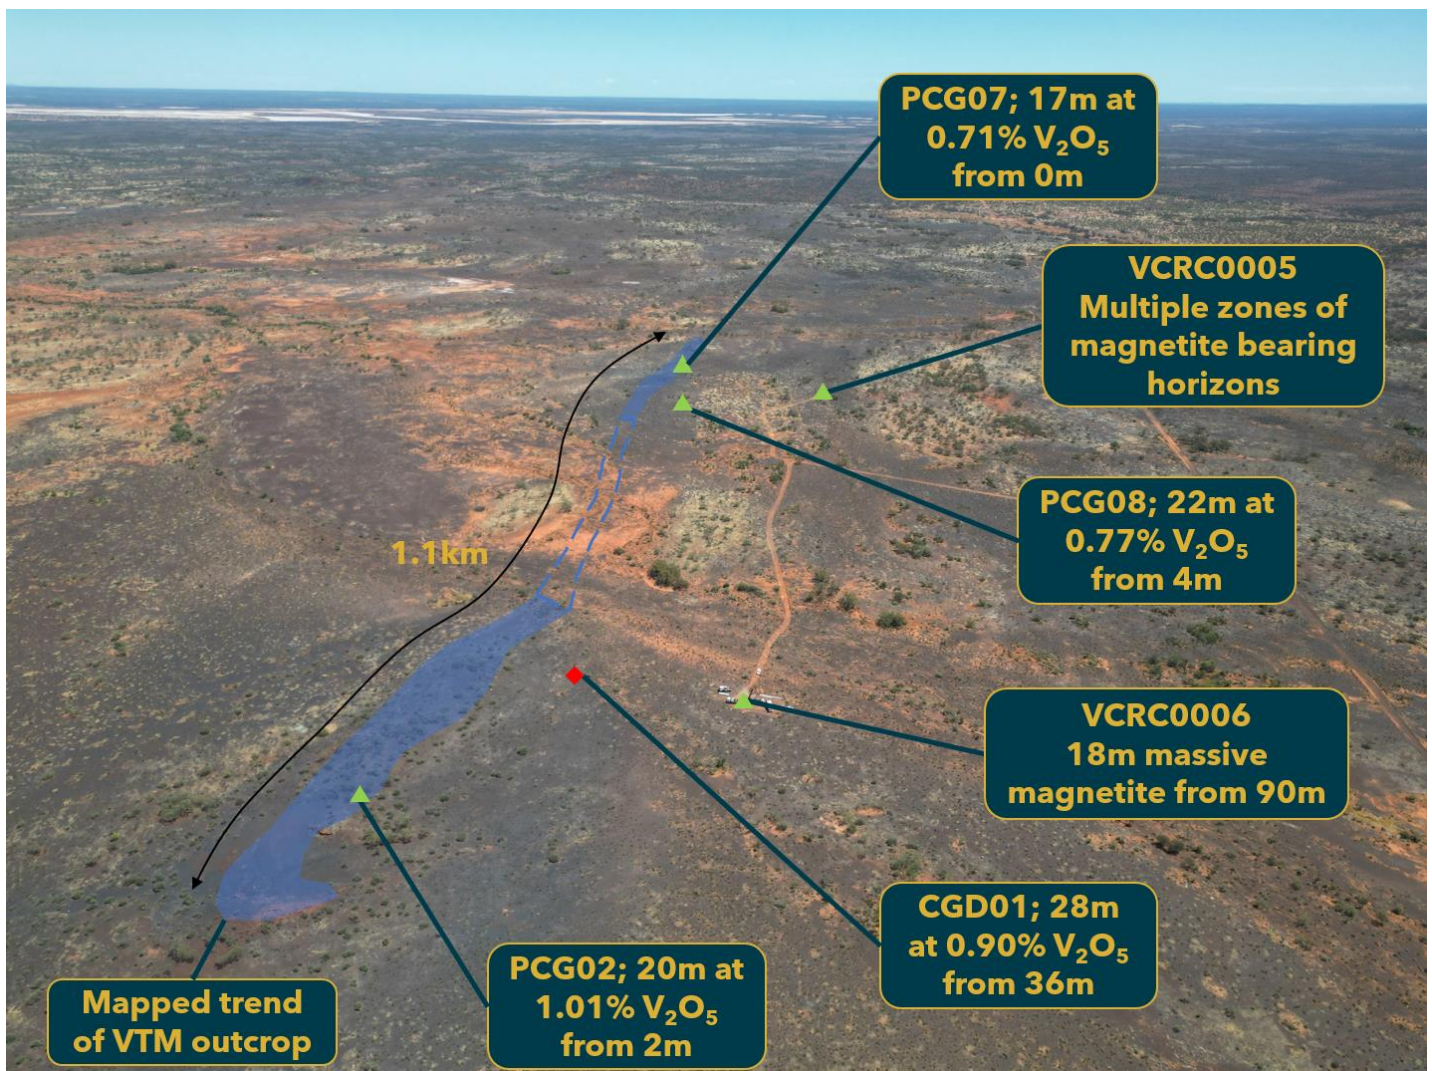 PCG07; 17m at
0.71% V₂O₅
from 0m
VCRC0005
Multiple zones of
magnetite bearing
horizons
PCG08; 22m at
0.77% V₂O₅
from 4m
1.1km
VCRC0006
18m massive
magnetite from 90m
CGD01; 28m
at 0.90% V₂O₅
from 36m
PCG02; 20m at
1.01% V₂O₅
from 2m
Mapped trend
of VTM outcrop